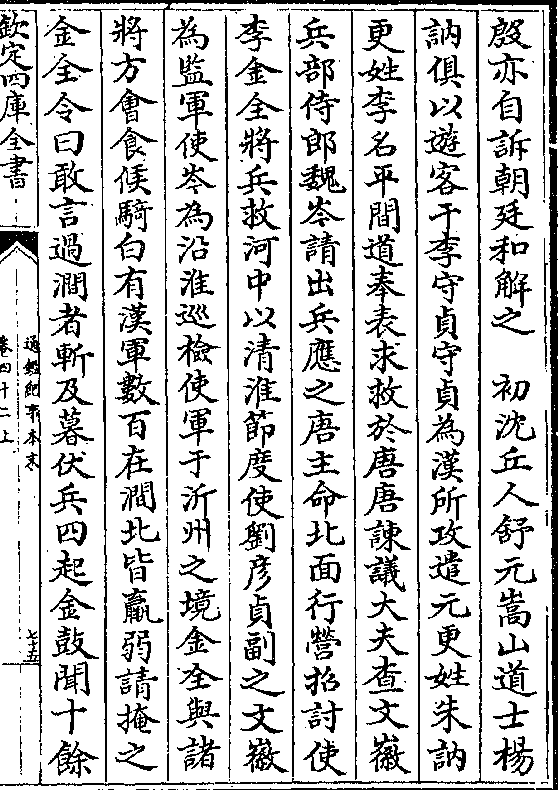 殷亦自訴朝廷和解之　初沈丘人舒元嵩山道士楊
訥俱以遊客干李守貞守貞為漢所攻遣元更姓朱訥
更姓李名平間道奉表求救於唐唐諫議大夫查文徽
兵部侍郎魏岑請出兵應之唐主命北面行營招討使
李金全將兵救河中以清淮節度使劉彦貞副之文徽
為監軍使岑為沿淮巡檢使軍于沂州之境金全與諸
將方會食候騎白有漢軍數百在澗北皆羸弱請掩之
金全令曰敢言過澗者斬及暮伏兵四起金鼓聞十餘
欽定四庫全書
通鑑紀事本末
卷四十二上
七十五